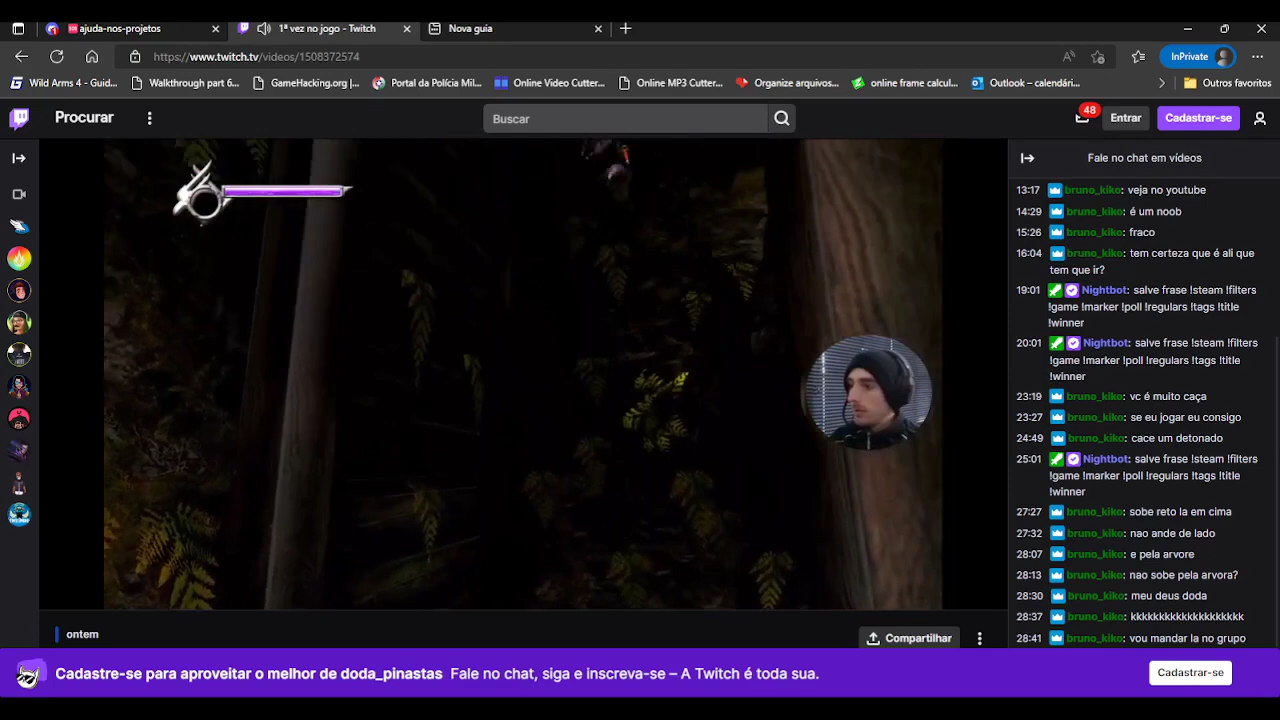 ajuda-nos-projetos
1ª vez no jogo - Twitch
Nova guia
https://www.twitch.tv/videos/1508372574
InPrivate
Wild Arms 4 - Guid...
Walkthrough part 6...
GameHacking.org |...
Portal da Polícia Mil...
Online Video Cutter...
Online MP3 Cutter...
Organize arquivos...
online frame calcul...
Outlook – calendári...
Outros favoritos
Procurar
Buscar
48
Entrar
Cadastrar-se
Fale no chat em vídeos
13:17 bruno_kiko: veja no youtube
14:29 bruno_kiko: é um noob
15:26 bruno_kiko: fraco
16:04 bruno_kiko: tem certeza que é ali que
tem que ir?
19:01 Nightbot: salve frase !steam !filters
!game !marker !poll !regulars !tags !title
!winner
20:01 Nightbot: salve frase !steam !filters
!game !marker !poll !regulars !tags !title
!winner
23:19 bruno_kiko: vc é muito caça
23:27 bruno_kiko: se eu jogar eu consigo
24:49 bruno_kiko: cace um detonado
25:01 Nightbot: salve frase !steam !filters
!game !marker !poll !regulars !tags !title
!winner
27:27 bruno_kiko: sobe reto la em cima
27:32 bruno_kiko: nao ande de lado
28:07 bruno_kiko: e pela arvore
28:13 bruno_kiko: nao sobe pela arvora?
28:30 bruno_kiko: meu deus doda
28:37 bruno_kiko: kkkkkkkkkkkkkkkkkkkk
28:41 bruno_kiko: vou mandar la no grupo
ontem
Compartilhar
Cadastre-se para aproveitar o melhor de doda_pinastas Fale no chat, siga e inscreva-se – A Twitch é toda sua.
Cadastrar-se